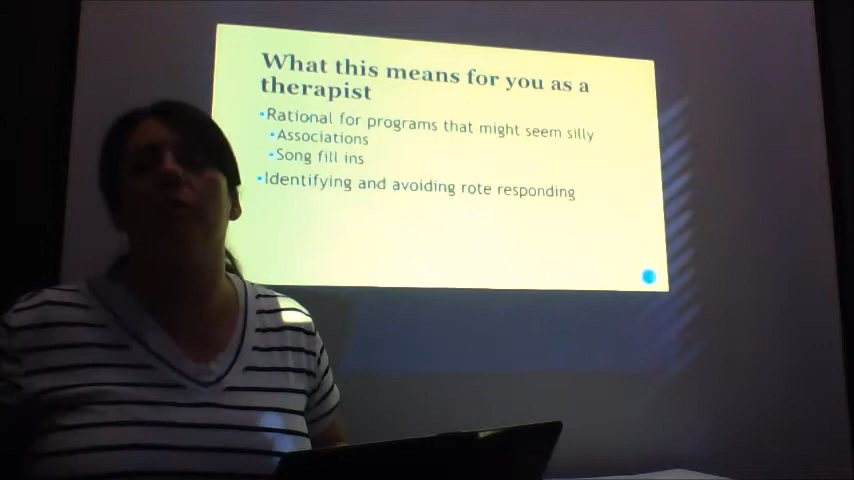 What this means for you as a
therapist
•Rational for programs that might seem silly
•Associations
•Song fill ins
•Identifying and avoiding rote responding